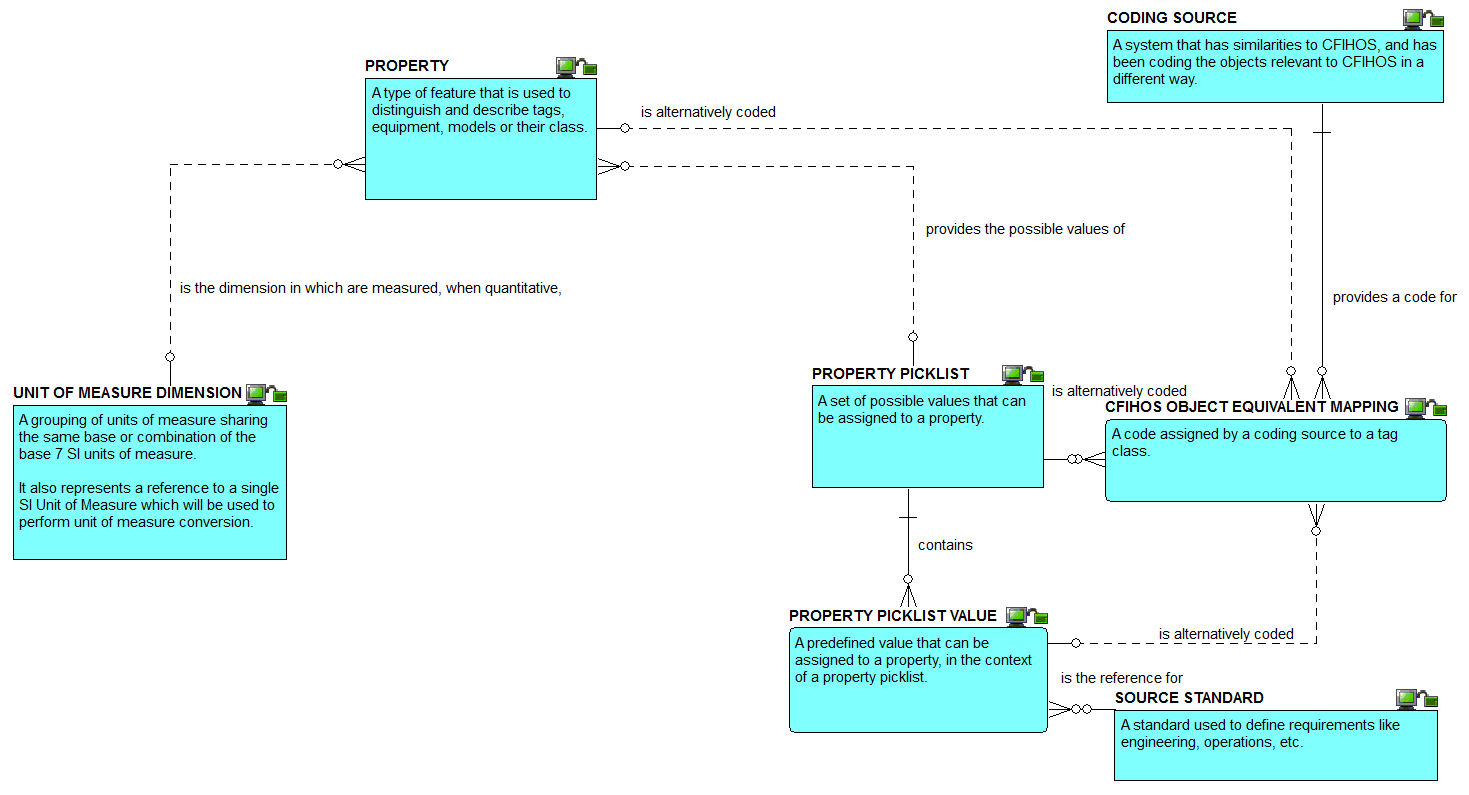 CODING SOURCE
A system that has similarities to CFIHOS, and has
been coding the objects relevant to CFIHOS in a
different way.
PROPERTY
A type of feature that is used to
distinguish and describe tags,
equipment, models or their class.
is alternatively coded
provides the possible values of
is the dimension in which are measured, when quantitative,
provides a code for
UNIT OF MEASURE DIMENSION
A grouping of units of measure sharing
the same base or combination of the
base 7 SI units of measure.
It also represents a reference to a single
SI Unit of Measure which will be used to
perform unit of measure conversion.
PROPERTY PICKLIST
A set of possible values that can
be assigned to a property.
is alternatively coded
CFIHOS OBJECT EQUIVALENT MAPPING
A code assigned by a coding source to a tag
class.
contains
PROPERTY PICKLIST VALUE
A predefined value that can be
assigned to a property, in the context
of a property picklist.
is alternatively coded
is the reference for
SOURCE STANDARD
A standard used to define requirements like
engineering, operations, etc.